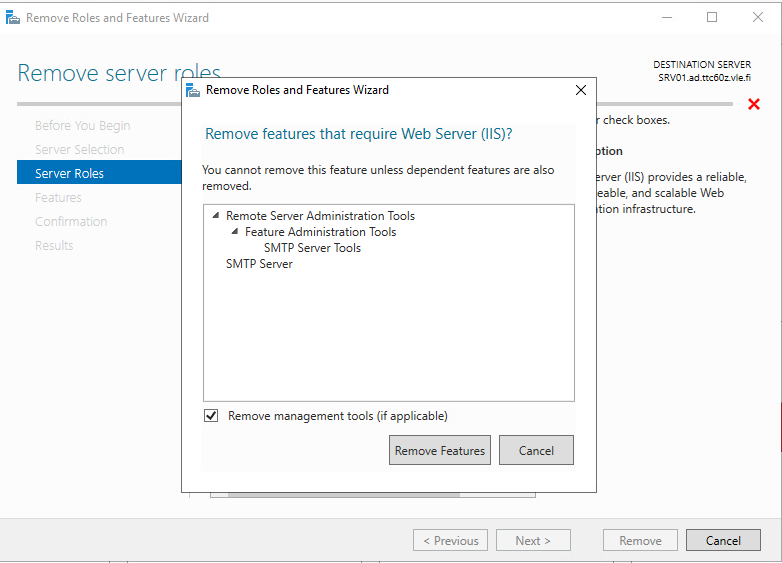 Remove Roles and Features Wizard
Remove server roles
DESTINATION SERVER
SRV01.ad.ttc60z.vle.fi
Before You Begin
Server Selection
Server Roles
Features
Confirmation
Results
Remove Roles and Features Wizard
Remove features that require Web Server (IIS)?
You cannot remove this feature unless dependent features are also
removed.
Remote Server Administration Tools
Feature Administration Tools
SMTP Server Tools
SMTP Server
Remove management tools (if applicable)
Remove Features
Cancel
check boxes.
(IIS) provides a reliable,
and scalable Web
infrastructure.
< Previous
Next >
Remove
Cancel